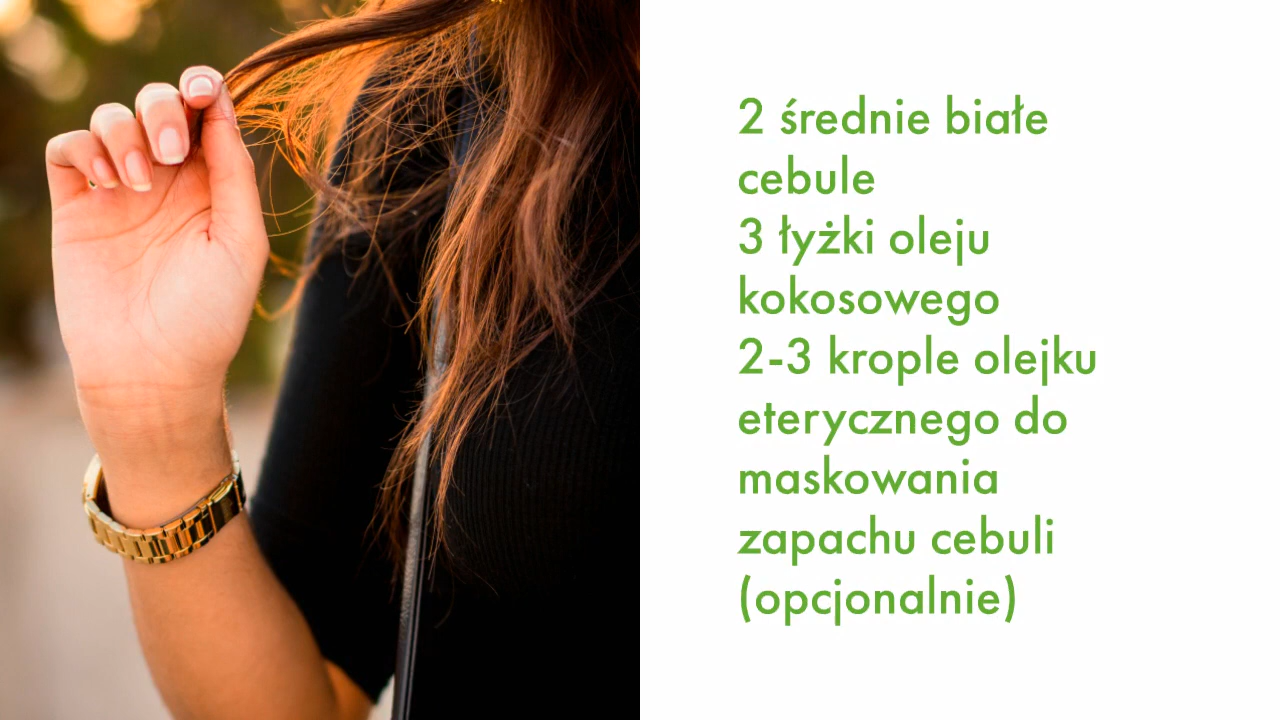 2 średnie białe
cebule
3 łyżki oleju
kokosowego
2-3 krople olejku
eterycznego do
maskowania
zapachu cebuli
(opcjonalnie)